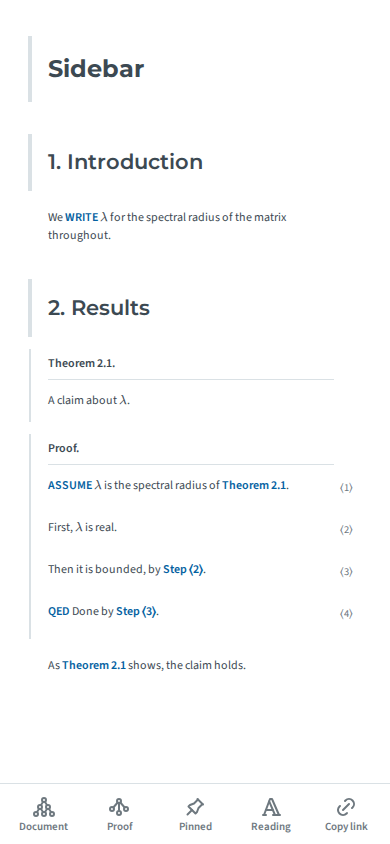 Sidebar
1. Introduction
We WRITE λ for the spectral radius of the matrix
throughout.
2. Results
Theorem 2.1.
A claim about λ.
Proof.
ASSUME λ is the spectral radius of Theorem 2.1. ⟨1⟩
First, λ is real. ⟨2⟩
Then it is bounded, by Step ⟨2⟩. ⟨3⟩
QED Done by Step ⟨3⟩. ⟨4⟩
As Theorem 2.1 shows, the claim holds.
Document Proof Pinned Reading Copy link